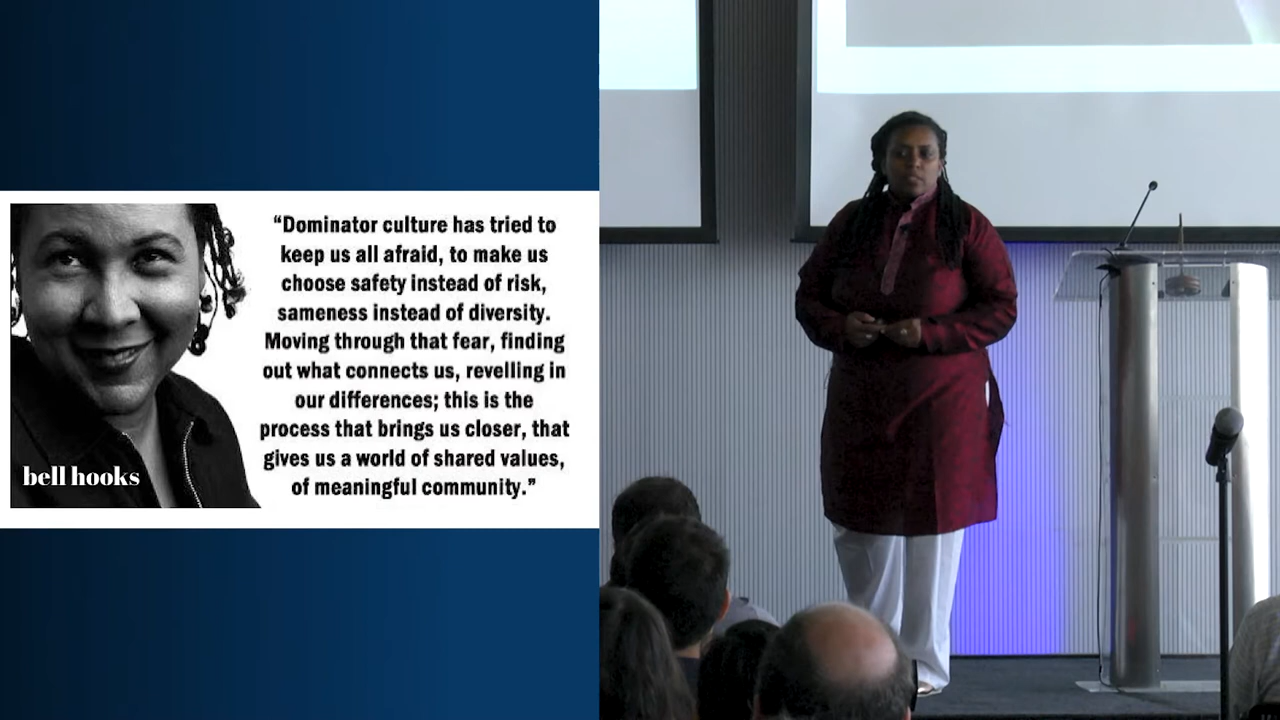 “Dominator culture has tried to
keep us all afraid, to make us
choose safety instead of risk,
sameness instead of diversity.
Moving through that fear, finding
out what connects us, revelling in
our differences; this is the
process that brings us closer, that
gives us a world of shared values,
of meaningful community.”
bell hooks